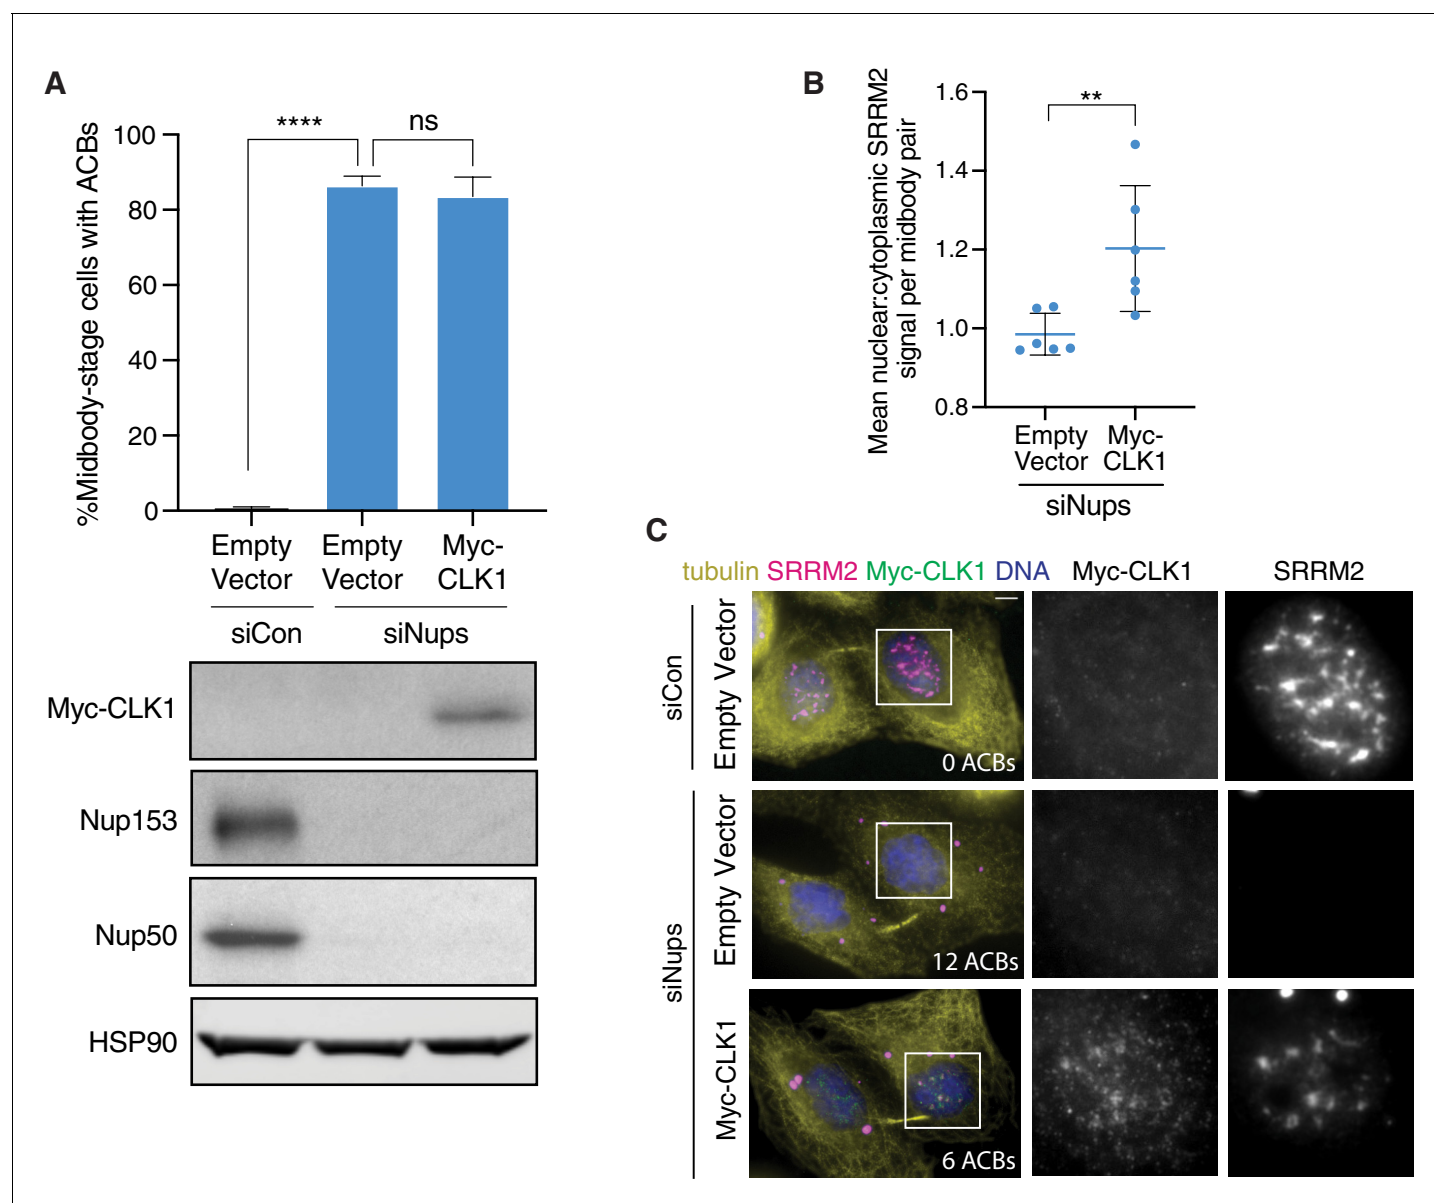 A
%Midbody-stage cells with ACBs
100
80
60
40
20
0
****
ns
Empty Vector
Empty Vector
Myc-CLK1
siCon
siNups
Myc-CLK1
Nup153
Nup50
HSP90
B
Mean nuclear:cytoplasmic SRRM2
signal per midbody pair
1.6
1.4
1.2
1.0
0.8
**
Empty Vector
Myc-CLK1
siNups
C
tubulin SRRM2 Myc-CLK1 DNA
Myc-CLK1
SRRM2
siCon
Empty Vector
0 ACBs
siNups
Empty Vector
12 ACBs
Myc-CLK1
6 ACBs